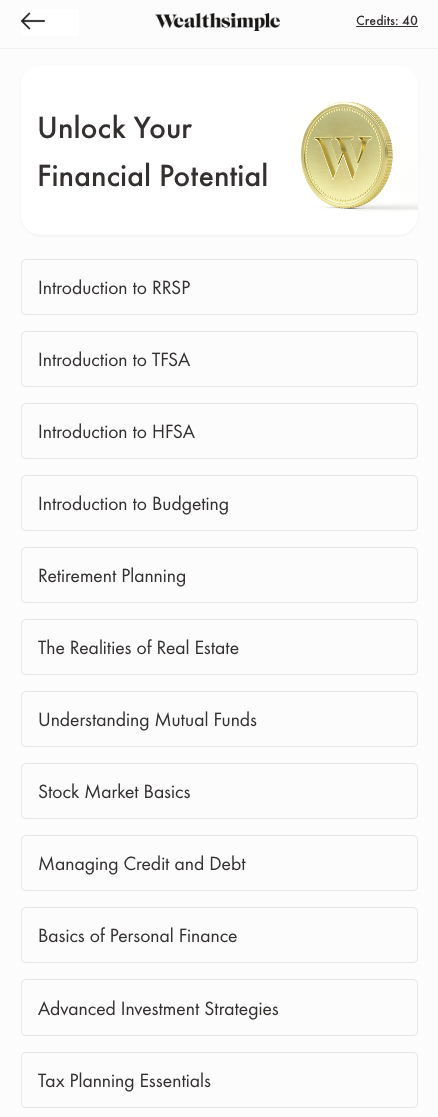 Wealthsimple
Credits: 40
Unlock Your
Financial Potential
W
Introduction to RRSP
Introduction to TFSA
Introduction to HFSA
Introduction to Budgeting
Retirement Planning
The Realities of Real Estate
Understanding Mutual Funds
Stock Market Basics
Managing Credit and Debt
Basics of Personal Finance
Advanced Investment Strategies
Tax Planning Essentials